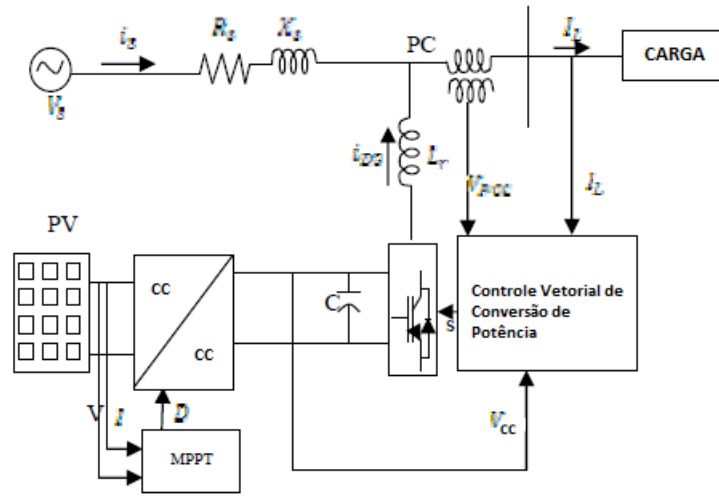 i_s
R_s
X_s
PC
I_L
CARGA
V_s
i_DG
L_r
V_PCC
I_L
PV
cc
cc
C
s
Controle Vetorial de
Conversão de
Potência
V
I
D
V_cc
MPPT